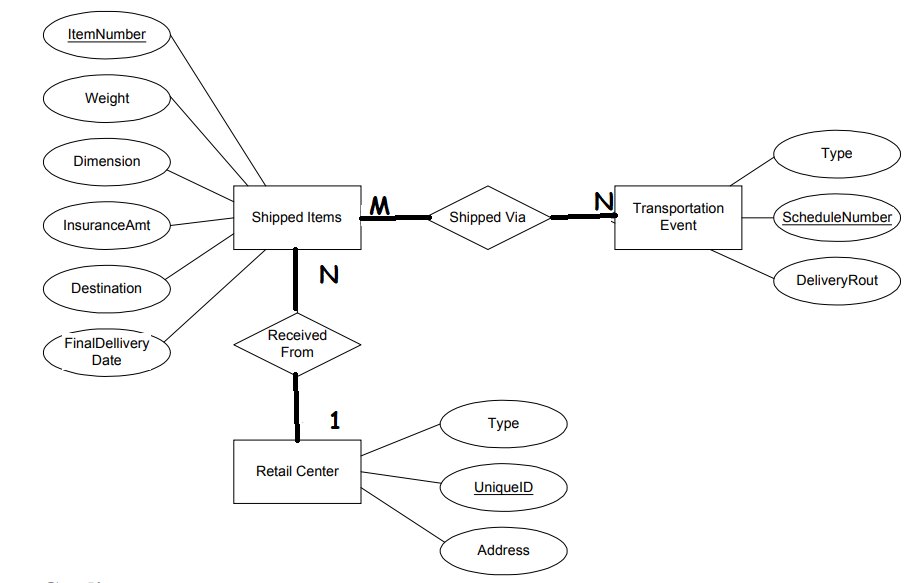 ItemNumber
Weight
Dimension
InsuranceAmt
Destination
FinalDellivery
Date
Shipped Items
M
Shipped Via
N
Transportation
Event
Type
ScheduleNumber
DeliveryRout
N
Received
From
1
Retail Center
Type
UniqueID
Address